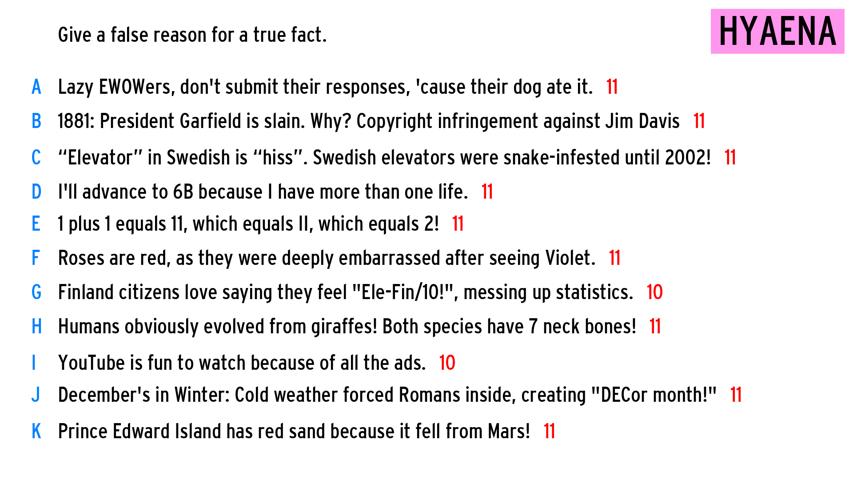 Give a false reason for a true fact.
HYAENA
A Lazy EWOWers, don't submit their responses, 'cause their dog ate it. 11
B 1881: President Garfield is slain. Why? Copyright infringement against Jim Davis 11
C “Elevator” in Swedish is “hiss”. Swedish elevators were snake-infested until 2002! 11
D I'll advance to 6B because I have more than one life. 11
E 1 plus 1 equals 11, which equals II, which equals 2! 11
F Roses are red, as they were deeply embarrassed after seeing Violet. 11
G Finland citizens love saying they feel "Ele-Fin/10!", messing up statistics. 10
H Humans obviously evolved from giraffes! Both species have 7 neck bones! 11
I YouTube is fun to watch because of all the ads. 10
J December's in Winter: Cold weather forced Romans inside, creating "DECor month!" 11
K Prince Edward Island has red sand because it fell from Mars! 11